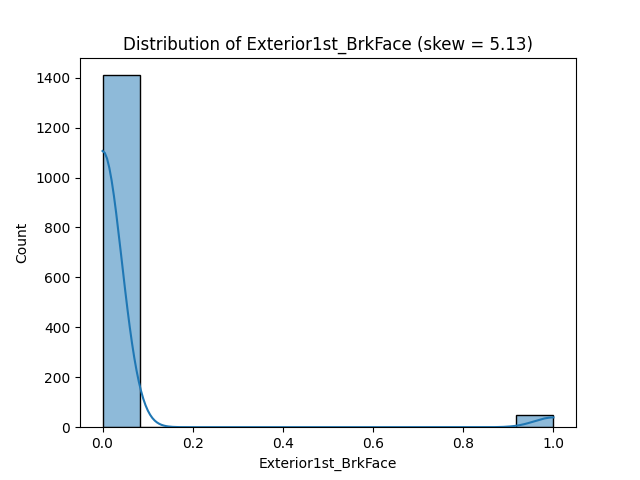 Distribution of Exterior1st_BrkFace (skew = 5.13)
1400
1200
1000
800
600
400
200
0
Count
0.0 0.2 0.4 0.6 0.8 1.0
Exterior1st_BrkFace